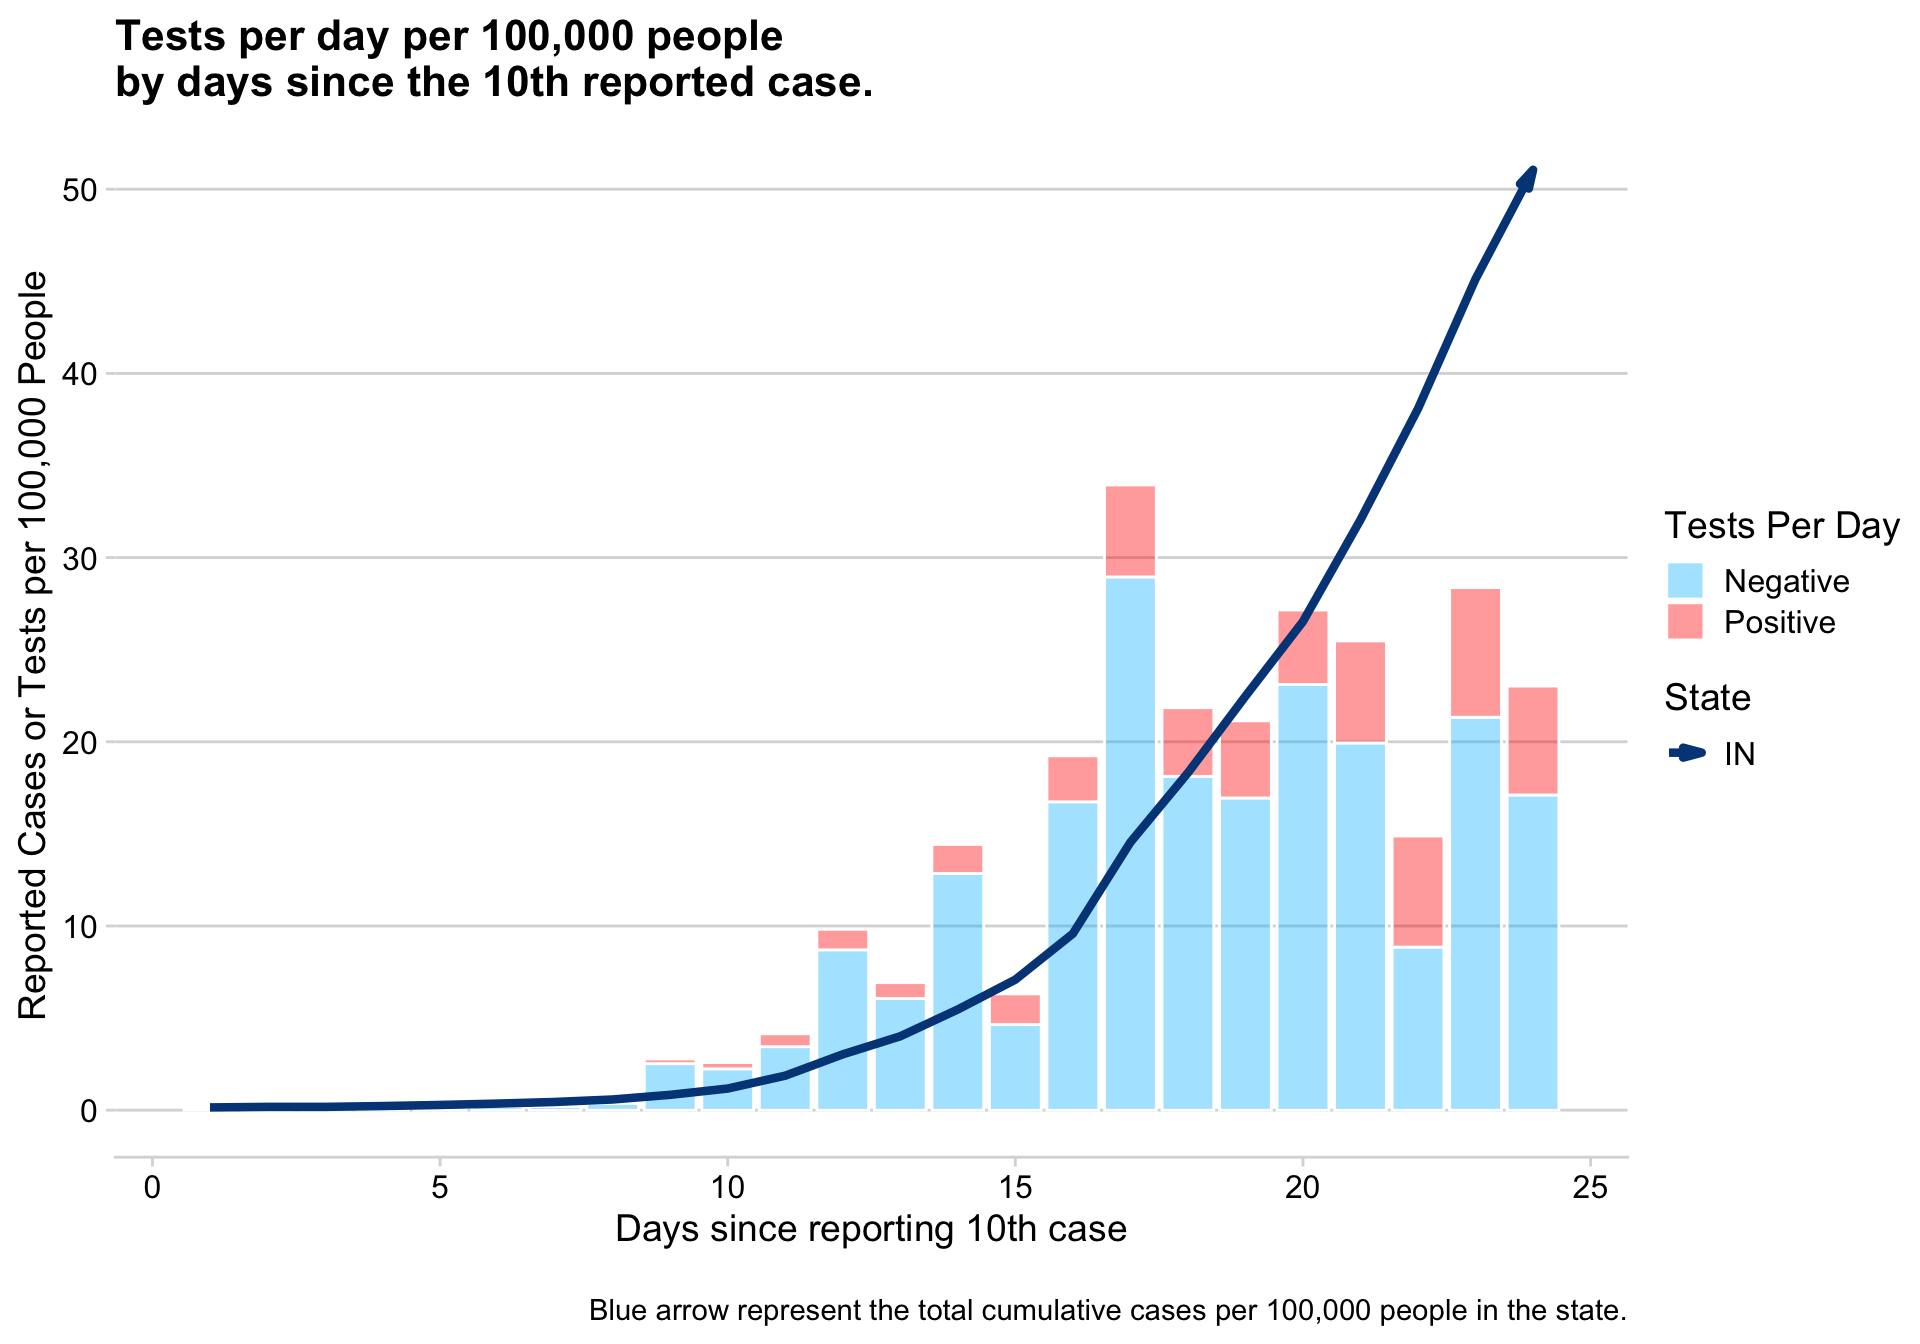 Tests per day per 100,000 people
by days since the 10th reported case.
Reported Cases or Tests per 100,000 People
50
40
30
20
10
0
0
5
10
15
20
25
Days since reporting 10th case
Tests Per Day
Negative
Positive
State
IN
Blue arrow represent the total cumulative cases per 100,000 people in the state.